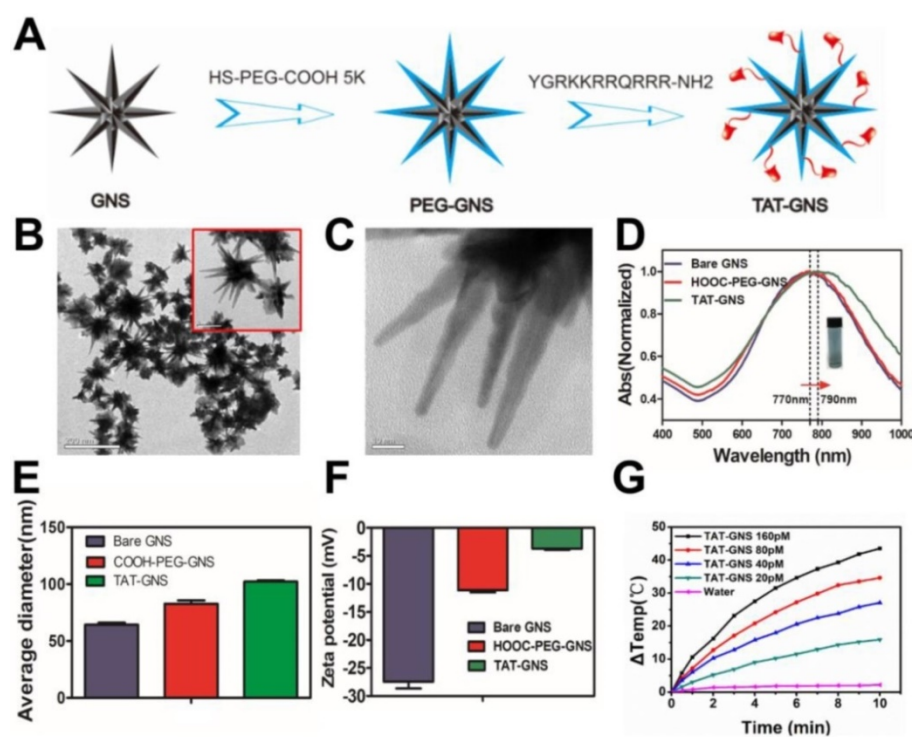 A
HS-PEG-COOH 5K
YGRKKRRQRRR-NH2
GNS
PEG-GNS
TAT-GNS
B
C
D
Bare GNS
HOOC-PEG-GNS
TAT-GNS
Abs(Normalized)
1.0
0.8
0.6
0.4
770nm
790nm
400
500
600
700
800
900
1000
Wavelength (nm)
E
Average diameter(nm)
150
100
50
0
Bare GNS
COOH-PEG-GNS
TAT-GNS
F
Zeta potential (mV)
0
-5
-10
-15
-20
-25
-30
Bare GNS
HOOC-PEG-GNS
TAT-GNS
G
ΔTemp(℃)
50
40
30
20
10
0
TAT-GNS 160pM
TAT-GNS 80pM
TAT-GNS 40pM
TAT-GNS 20pM
Water
0
2
4
6
8
10
Time (min)